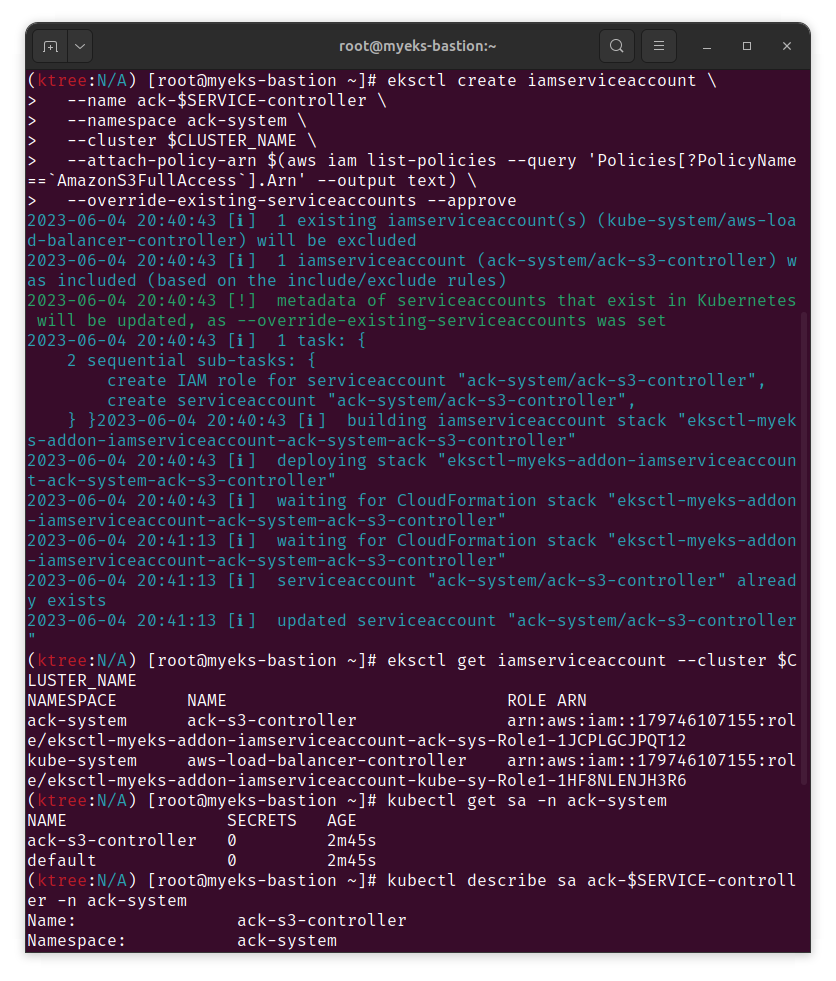 root@myeks-bastion:~
(ktree:N/A) [root@myeks-bastion ~]# eksctl create iamserviceaccount \
>   --name ack-$SERVICE-controller \
>   --namespace ack-system \
>   --cluster $CLUSTER_NAME \
>   --attach-policy-arn $(aws iam list-policies --query 'Policies[?PolicyName
==`AmazonS3FullAccess`].Arn' --output text) \
>   --override-existing-serviceaccounts --approve
2023-06-04 20:40:43 [ℹ]  1 existing iamserviceaccount(s) (kube-system/aws-loa
d-balancer-controller) will be excluded
2023-06-04 20:40:43 [ℹ]  1 iamserviceaccount (ack-system/ack-s3-controller) w
as included (based on the include/exclude rules)
2023-06-04 20:40:43 [!]  metadata of serviceaccounts that exist in Kubernetes
 will be updated, as --override-existing-serviceaccounts was set
2023-06-04 20:40:43 [ℹ]  1 task: {
    2 sequential sub-tasks: {
        create IAM role for serviceaccount "ack-system/ack-s3-controller",
        create serviceaccount "ack-system/ack-s3-controller",
    } }2023-06-04 20:40:43 [ℹ]  building iamserviceaccount stack "eksctl-myek
s-addon-iamserviceaccount-ack-system-ack-s3-controller"
2023-06-04 20:40:43 [ℹ]  deploying stack "eksctl-myeks-addon-iamserviceaccoun
t-ack-system-ack-s3-controller"
2023-06-04 20:40:43 [ℹ]  waiting for CloudFormation stack "eksctl-myeks-addon
-iamserviceaccount-ack-system-ack-s3-controller"
2023-06-04 20:41:13 [ℹ]  waiting for CloudFormation stack "eksctl-myeks-addon
-iamserviceaccount-ack-system-ack-s3-controller"
2023-06-04 20:41:13 [ℹ]  serviceaccount "ack-system/ack-s3-controller" alread
y exists
2023-06-04 20:41:13 [ℹ]  updated serviceaccount "ack-system/ack-s3-controller
"
(ktree:N/A) [root@myeks-bastion ~]# eksctl get iamserviceaccount --cluster $C
LUSTER_NAME
NAMESPACE       NAME                            ROLE ARN
ack-system      ack-s3-controller               arn:aws:iam::179746107155:rol
e/eksctl-myeks-addon-iamserviceaccount-ack-sys-Role1-1JCPLGCJPQT12
kube-system     aws-load-balancer-controller    arn:aws:iam::179746107155:rol
e/eksctl-myeks-addon-iamserviceaccount-kube-sy-Role1-1HF8NLENJH3R6
(ktree:N/A) [root@myeks-bastion ~]# kubectl get sa -n ack-system
NAME                SECRETS   AGE
ack-s3-controller   0         2m45s
default             0         2m45s
(ktree:N/A) [root@myeks-bastion ~]# kubectl describe sa ack-$SERVICE-controll
er -n ack-system
Name:                ack-s3-controller
Namespace:           ack-system